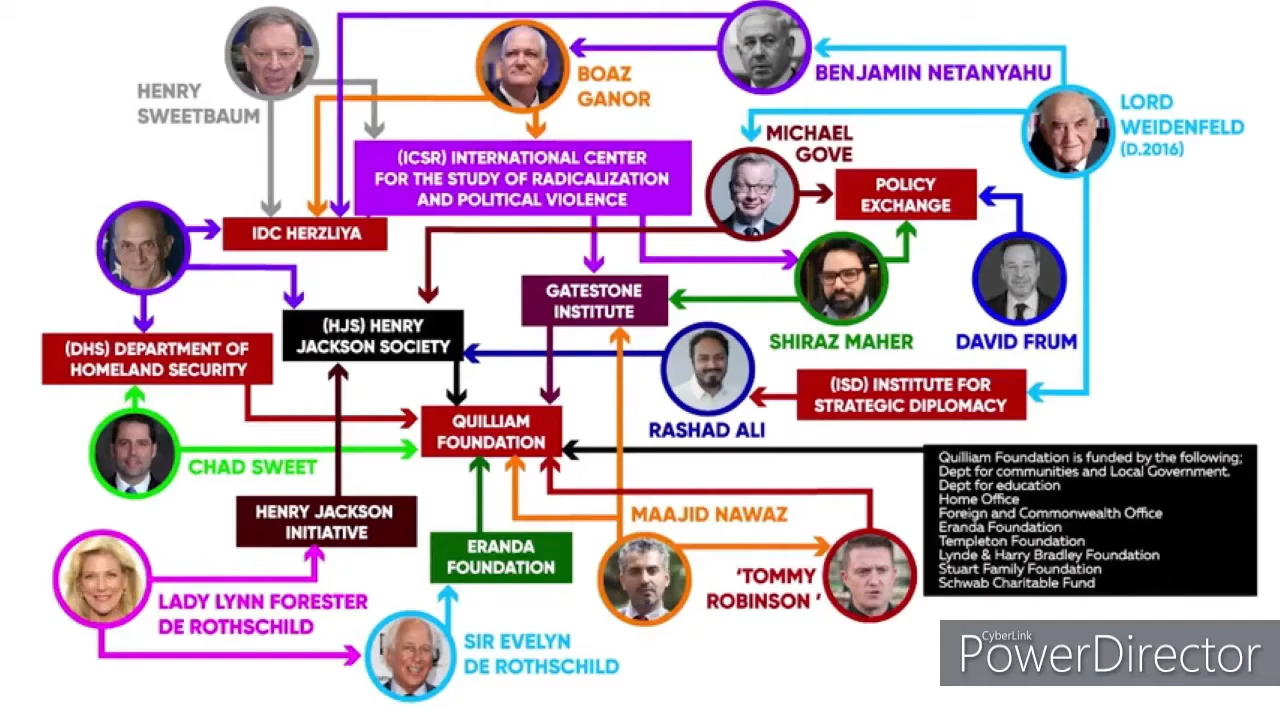 HENRY
SWEETBAUM
BOAZ
GANOR
BENJAMIN NETANYAHU
LORD
WEIDENFELD
(D.2016)
(ICSR) INTERNATIONAL CENTER
FOR THE STUDY OF RADICALIZATION
AND POLITICAL VIOLENCE
MICHAEL
GOVE
POLICY
EXCHANGE
IDC HERZLIYA
GATESTONE
INSTITUTE
(HJS) HENRY
JACKSON SOCIETY
SHIRAZ MAHER
DAVID FRUM
(DHS) DEPARTMENT OF
HOMELAND SECURITY
(ISD) INSTITUTE FOR
STRATEGIC DIPLOMACY
RASHAD ALI
QUILLIAM
FOUNDATION
CHAD SWEET
Quilliam Foundation is funded by the following;
Dept for communities and Local Government.
Dept for education
Home Office
Foreign and Commonwealth Office
Eranda Foundation
Templeton Foundation
Lynde & Harry Bradley Foundation
Stuart Family Foundation
Schwab Charitable Fund
HENRY JACKSON
INITIATIVE
MAAJID NAWAZ
ERANDA
FOUNDATION
'TOMMY
ROBINSON '
LADY LYNN FORESTER
DE ROTHSCHILD
SIR EVELYN
DE ROTHSCHILD
CyberLink
PowerDirector